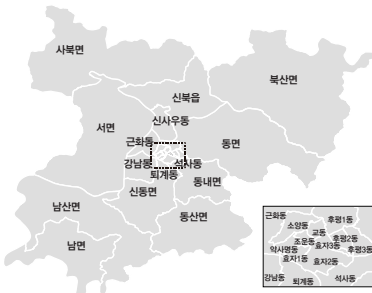 사북면
북산면
신북읍
서면
신사우동
근화동
동면
강남동
석사동
퇴계동
신동면
동내면
남산면
동산면
남면
근화동
후평1동
소양동
교동
조운동
후평2동
약사명동
효자3동
후평3동
효자1동
효자2동
강남동
퇴계동
석사동